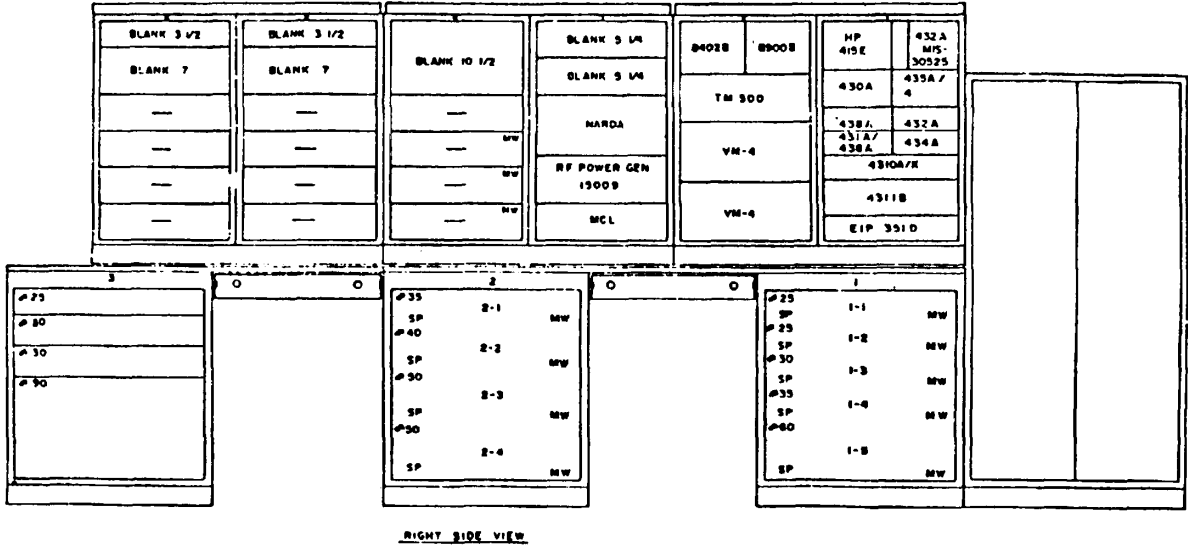 BLANK 3 1/2
BLANK 7
—
—
—
—
BLANK 3 1/2
BLANK 7
—
—
—
—
BLANK 10 1/2
—
— MW
— MW
— MW
BLANK 5 1/4
BLANK 5 1/4
NARDA
RF POWER GEN
15009
MCL
8402B
8900B
TM 500
VM-4
VM-4
HP
415E
432A
MIS-
30525
430A
435A /
4
438A
432A
431A/
438A
434A
4310A/K
4311B
EIP 351D
3
25
30
90
2
35
2-1
SP MW
40
2-2
SP MW
50
2-3
SP MW
50
2-4
SP MW
1
25
1-1
SP MW
25
1-2
SP MW
30
1-3
SP MW
35
1-4
SP MW
60
1-5
SP MW
RIGHT SIDE VIEW